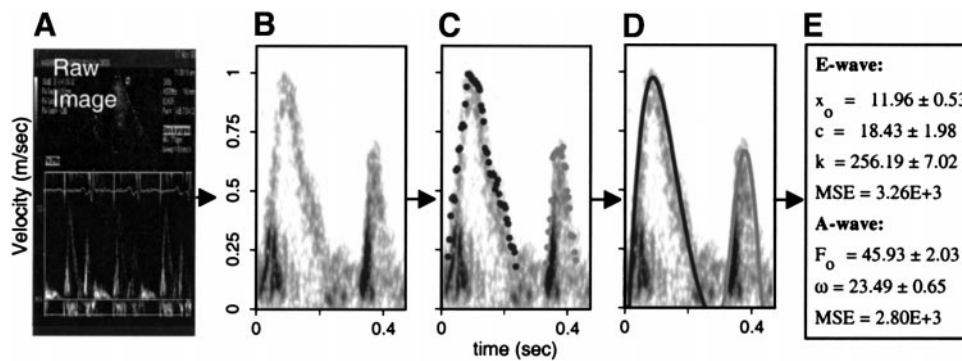 A
B
C
D
E
Raw
Image
Velocity (m/sec)
1
0.75
0.5
0.25
0
0
0.4
0
0.4
0
0.4
time (sec)
E-wave:
x_o = 11.96 ± 0.53
c = 18.43 ± 1.98
k = 256.19 ± 7.02
MSE = 3.26E+3
A-wave:
F_o = 45.93 ± 2.03
ω = 23.49 ± 0.65
MSE = 2.80E+3